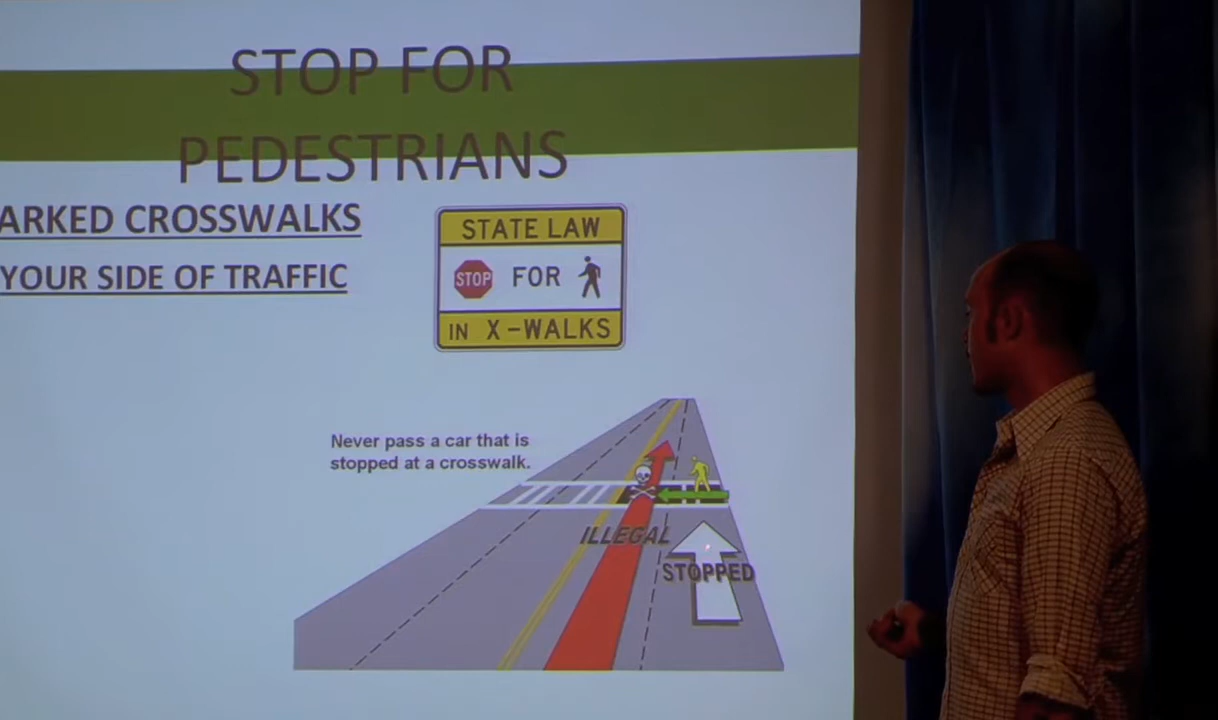 STOP FOR
PEDESTRIANS
ARKED CROSSWALKS
YOUR SIDE OF TRAFFIC
STATE LAW
STOP FOR
IN X-WALKS
Never pass a car that is
stopped at a crosswalk.
ILLEGAL
STOPPED